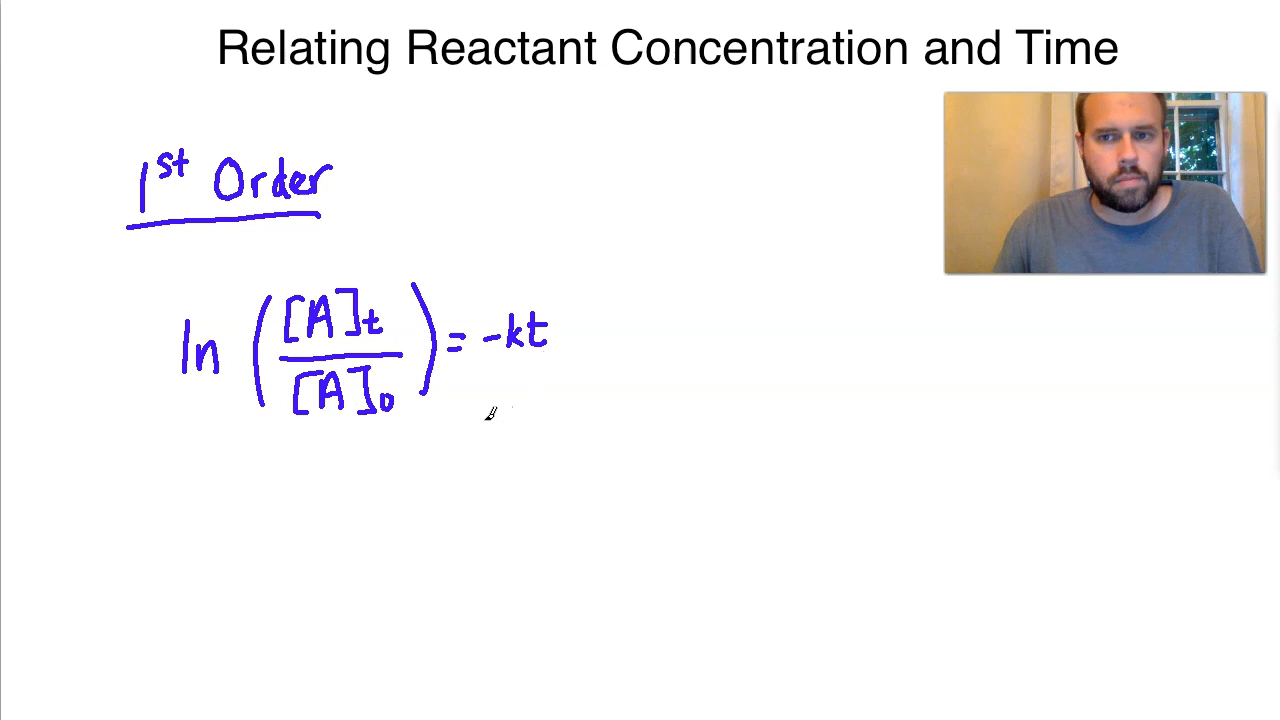 Relating Reactant Concentration and Time
1st Order
ln ([A]t / [A]0) = -kt